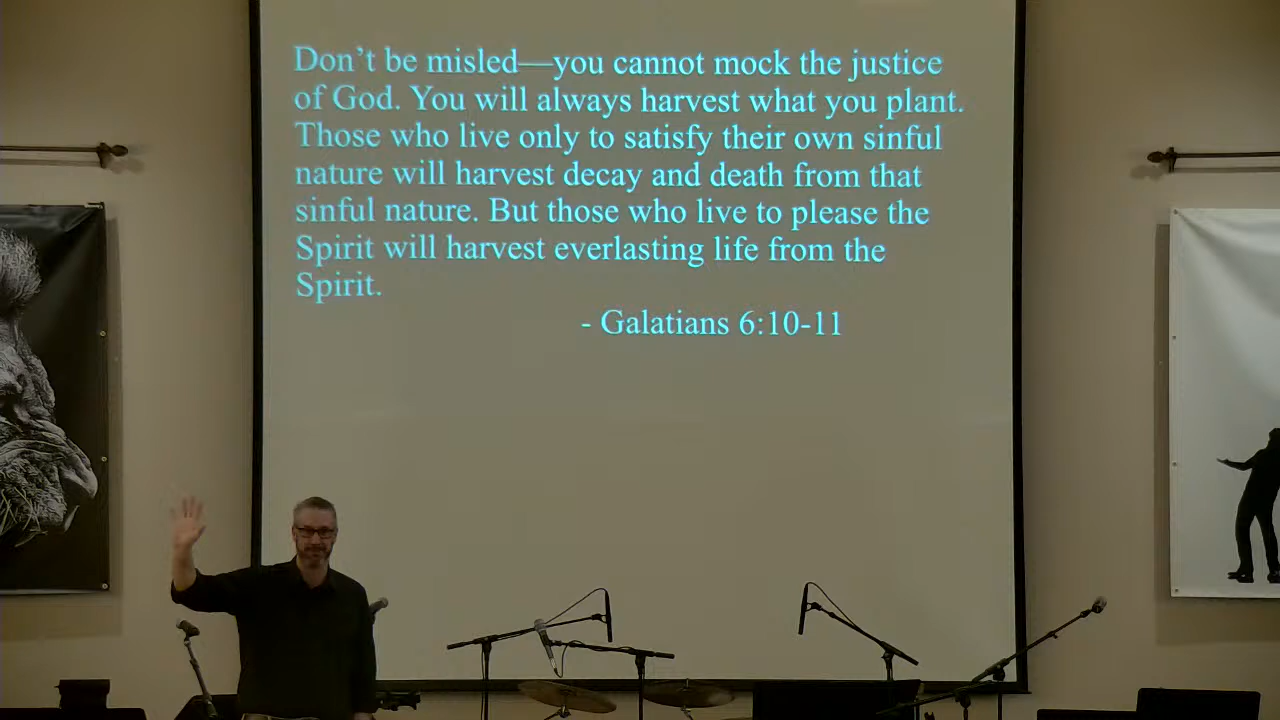 Don’t be misled—you cannot mock the justice
of God. You will always harvest what you plant.
Those who live only to satisfy their own sinful
nature will harvest decay and death from that
sinful nature. But those who live to please the
Spirit will harvest everlasting life from the
Spirit.
- Galatians 6:10-11